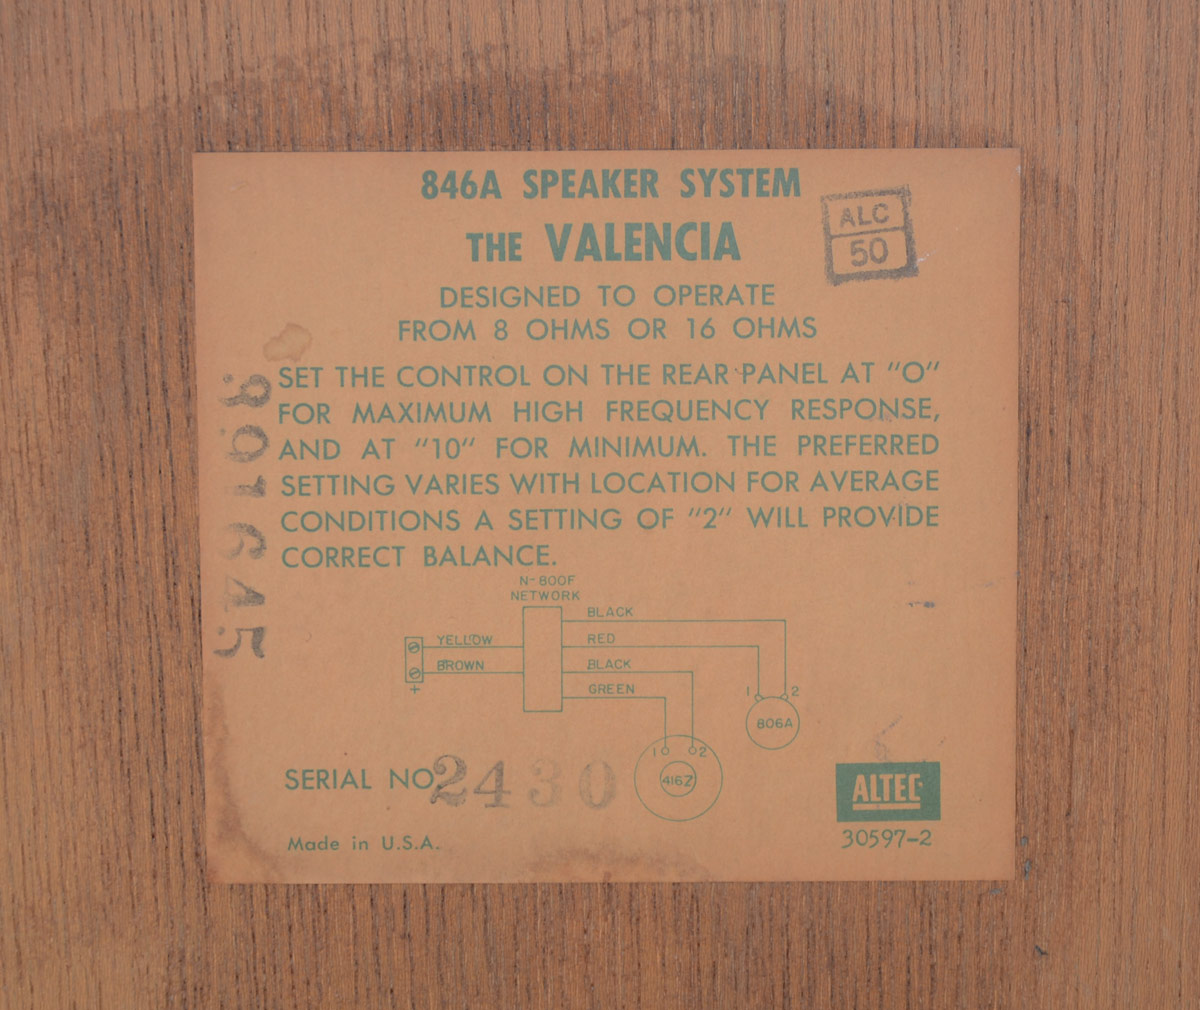 846A SPEAKER SYSTEM
THE VALENCIA
ALC
50
DESIGNED TO OPERATE
FROM 8 OHMS OR 16 OHMS
SET THE CONTROL ON THE REAR PANEL AT "O"
FOR MAXIMUM HIGH FREQUENCY RESPONSE,
AND AT "10" FOR MINIMUM. THE PREFERRED
SETTING VARIES WITH LOCATION FOR AVERAGE
CONDITIONS A SETTING OF "2" WILL PROVIDE
CORRECT BALANCE.
N-800F
NETWORK
BLACK
YELLOW
RED
BROWN
BLACK
+
GREEN
1 2
806A
1 2
416Z
SERIAL NO 2430
ALTEC
30597-2
Made in U.S.A.